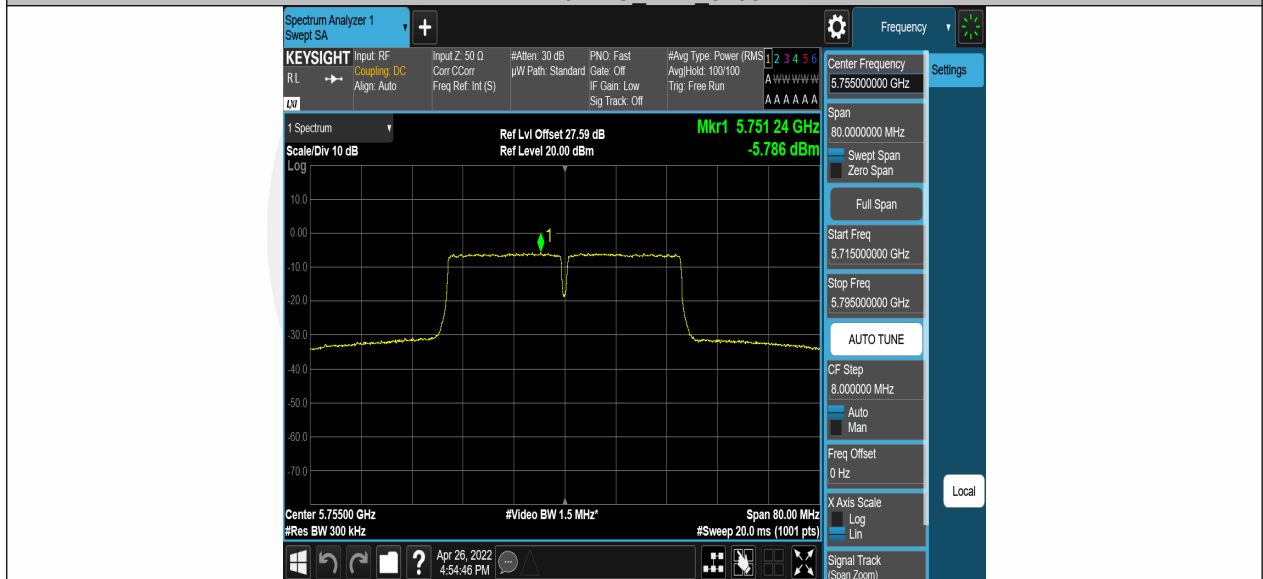 Spectrum Analyzer 1
Swept SA
+
Frequency
KEYSIGHT
RL
LXI
Input: RF
Coupling: DC
Align: Auto
Input Z: 50 Ω
Corr CCorr
Freq Ref: Int (S)
#Atten: 30 dB
µW Path: Standard
PNO: Fast
Gate: Off
IF Gain: Low
Sig Track: Off
#Avg Type: Power (RMS
Avg|Hold: 100/100
Trig: Free Run
1 2 3 4 5 6
A W W W W W
A A A A A A
1 Spectrum
Scale/Div 10 dB
Log
Ref Lvl Offset 27.59 dB
Ref Level 20.00 dBm
Mkr1 5.751 24 GHz
-5.786 dBm
10.0
0.00
-10.0
-20.0
-30.0
-40.0
-50.0
-60.0
-70.0
1
Center 5.75500 GHz
#Res BW 300 kHz
#Video BW 1.5 MHz*
Span 80.00 MHz
#Sweep 20.0 ms (1001 pts)
?
Apr 26, 2022
4:54:46 PM
Center Frequency
5.755000000 GHz
Settings
Span
80.0000000 MHz
Swept Span
Zero Span
Full Span
Start Freq
5.715000000 GHz
Stop Freq
5.795000000 GHz
AUTO TUNE
CF Step
8.000000 MHz
Auto
Man
Freq Offset
0 Hz
Local
X Axis Scale
Log
Lin
Signal Track
(Span Zoom)